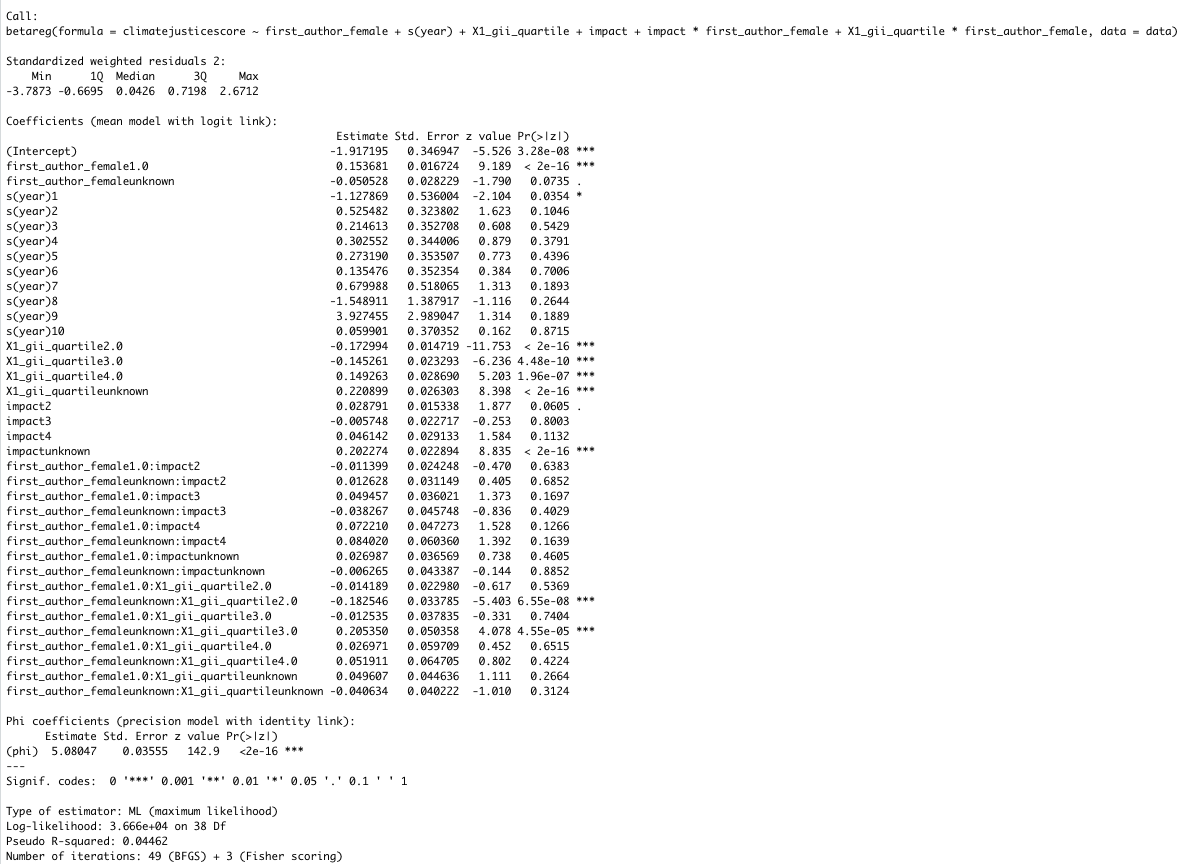 Call:
betareg(formula = climatejusticescore ~ first_author_female + s(year) + X1_gii_quartile + impact + impact * first_author_female + X1_gii_quartile * first_author_female, data = data)
Standardized weighted residuals 2:
Min 1Q Median 3Q Max
-3.7873 -0.6695 0.0426 0.7198 2.6712
Coefficients (mean model with logit link):
Estimate Std. Error z value Pr(>|z|)
(Intercept) -1.917195 0.346947 -5.526 3.28e-08 ***
first_author_female1.0 0.153681 0.016724 9.189 < 2e-16 ***
first_author_femaleunknown -0.050528 0.028229 -1.790 0.0735 .
s(year)1 -1.127869 0.536004 -2.104 0.0354 *
s(year)2 0.525482 0.323802 1.623 0.1046
s(year)3 0.214613 0.352708 0.608 0.5429
s(year)4 0.302552 0.344006 0.879 0.3791
s(year)5 0.273190 0.353507 0.773 0.4396
s(year)6 0.135476 0.352354 0.384 0.7006
s(year)7 0.679988 0.518065 1.313 0.1893
s(year)8 -1.548911 1.387917 -1.116 0.2644
s(year)9 3.927455 2.989047 1.314 0.1889
s(year)10 0.059901 0.370352 0.162 0.8715
X1_gii_quartile2.0 -0.172994 0.014719 -11.753 < 2e-16 ***
X1_gii_quartile3.0 -0.145261 0.023293 -6.236 4.48e-10 ***
X1_gii_quartile4.0 0.149263 0.028690 5.203 1.96e-07 ***
X1_gii_quartileunknown 0.220899 0.026303 8.398 < 2e-16 ***
impact2 0.028791 0.015338 1.877 0.0605 .
impact3 -0.005748 0.022717 -0.253 0.8003
impact4 0.046142 0.029133 1.584 0.1132
impactunknown 0.202274 0.022894 8.835 < 2e-16 ***
first_author_female1.0:impact2 -0.011399 0.024248 -0.470 0.6383
first_author_femaleunknown:impact2 0.012628 0.031149 0.405 0.6852
first_author_female1.0:impact3 0.049457 0.036021 1.373 0.1697
first_author_femaleunknown:impact3 -0.038267 0.045748 -0.836 0.4029
first_author_female1.0:impact4 0.072210 0.047273 1.528 0.1266
first_author_femaleunknown:impact4 0.084020 0.060360 1.392 0.1639
first_author_female1.0:impactunknown 0.026987 0.036569 0.738 0.4605
first_author_femaleunknown:impactunknown -0.006265 0.043387 -0.144 0.8852
first_author_female1.0:X1_gii_quartile2.0 -0.014189 0.022980 -0.617 0.5369
first_author_femaleunknown:X1_gii_quartile2.0 -0.182546 0.033785 -5.403 6.55e-08 ***
first_author_female1.0:X1_gii_quartile3.0 -0.012535 0.037835 -0.331 0.7404
first_author_femaleunknown:X1_gii_quartile3.0 0.205350 0.050358 4.078 4.55e-05 ***
first_author_female1.0:X1_gii_quartile4.0 0.026971 0.059709 0.452 0.6515
first_author_femaleunknown:X1_gii_quartile4.0 0.051911 0.064705 0.802 0.4224
first_author_female1.0:X1_gii_quartileunknown 0.049607 0.044636 1.111 0.2664
first_author_femaleunknown:X1_gii_quartileunknown -0.040634 0.040222 -1.010 0.3124
Phi coefficients (precision model with identity link):
Estimate Std. Error z value Pr(>|z|)
(phi) 5.08047 0.03555 142.9 <2e-16 ***
---
Signif. codes: 0 '***' 0.001 '**' 0.01 '*' 0.05 '.' 0.1 ' ' 1
Type of estimator: ML (maximum likelihood)
Log-likelihood: 3.666e+04 on 38 Df
Pseudo R-squared: 0.04462
Number of iterations: 49 (BFGS) + 3 (Fisher scoring)